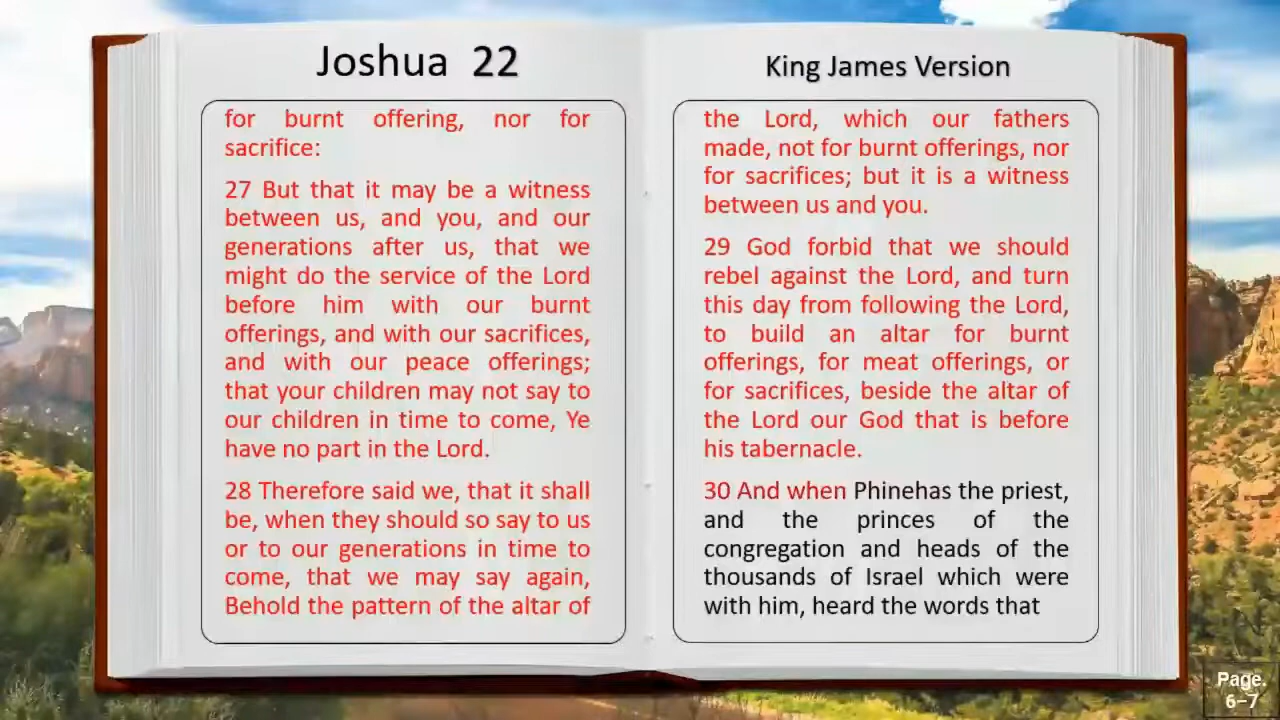 Joshua 22
for burnt offering, nor for
sacrifice:
27 But that it may be a witness
between us, and you, and our
generations after us, that we
might do the service of the Lord
before him with our burnt
offerings, and with our sacrifices,
and with our peace offerings;
that your children may not say to
our children in time to come, Ye
have no part in the Lord.
28 Therefore said we, that it shall
be, when they should so say to us
or to our generations in time to
come, that we may say again,
Behold the pattern of the altar of
King James Version
the Lord, which our fathers
made, not for burnt offerings, nor
for sacrifices; but it is a witness
between us and you.
29 God forbid that we should
rebel against the Lord, and turn
this day from following the Lord,
to build an altar for burnt
offerings, for meat offerings, or
for sacrifices, beside the altar of
the Lord our God that is before
his tabernacle.
30 And when Phinehas the priest,
and the princes of the
congregation and heads of the
thousands of Israel which were
with him, heard the words that
Page.
6-7